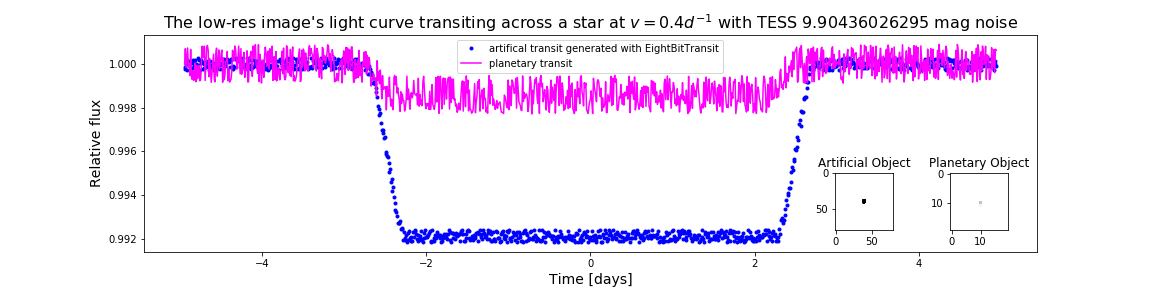 The low-res image's light curve transiting across a star at v = 0.4d⁻¹ with TESS 9.90436026295 mag noise
artifical transit generated with EightBitTransit
planetary transit
Relative flux
1.000
0.998
0.996
0.994
0.992
Artificial Object
0
50
0
50
Planetary Object
0
10
0
10
−4
−2
0
2
4
Time [days]